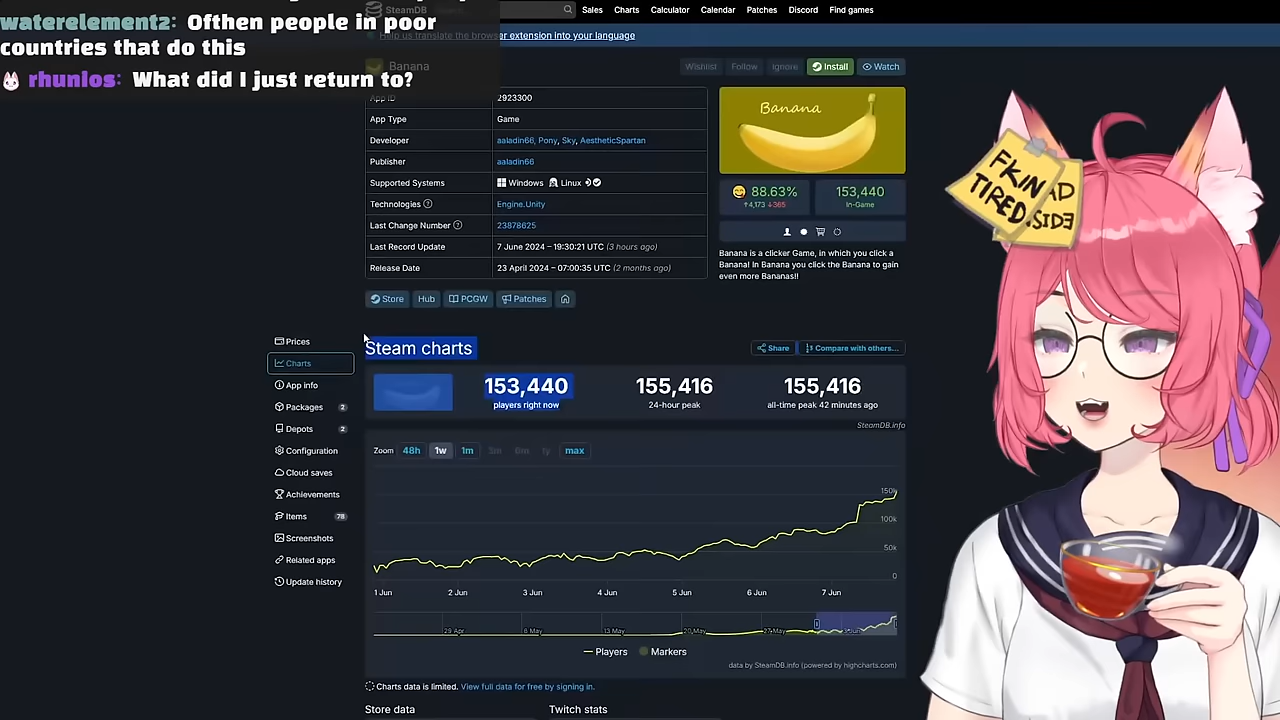 waterelement2: Ofthen people in poor
countries that do this
rhunios: What did I just return to?
SteamDB
Sales Charts Calculator Calendar Patches Discord Find games
Help us translate the browser extension into your language
Banana
Wishlist Follow Ignore Install Watch
App ID 2923300
App Type Game
Developer aaladin66, Pony, Sky, AestheticSpartan
Publisher aaladin66
Supported Systems Windows Linux
Technologies Engine.Unity
Last Change Number 23878625
Last Record Update 7 June 2024 – 19:30:21 UTC (3 hours ago)
Release Date 23 April 2024 – 07:00:35 UTC (2 months ago)
Banana
88.63%
↑4,173 ↓365
153,440
In-Game
Banana is a clicker Game, in which you click a
Banana! In Banana you click the Banana to gain
even more Bananas!!
Store Hub PCGW Patches
Prices
Charts
App info
Packages 2
Depots 2
Configuration
Cloud saves
Achievements
Items 78
Screenshots
Related apps
Update history
Steam charts
Share Compare with others...
153,440
players right now
155,416
24-hour peak
155,416
all-time peak 42 minutes ago
SteamDB.info
Zoom 48h 1w 1m 3m 6m 1y max
150k
100k
50k
0
1 Jun 2 Jun 3 Jun 4 Jun 5 Jun 6 Jun 7 Jun
29 Apr 6 May 13 May 20 May 27 May
Players Markers
data by SteamDB.info (powered by highcharts.com)
Charts data is limited. View full data for free by signing in.
Store data Twitch stats
FKIN
TIRED
AD
SIDE